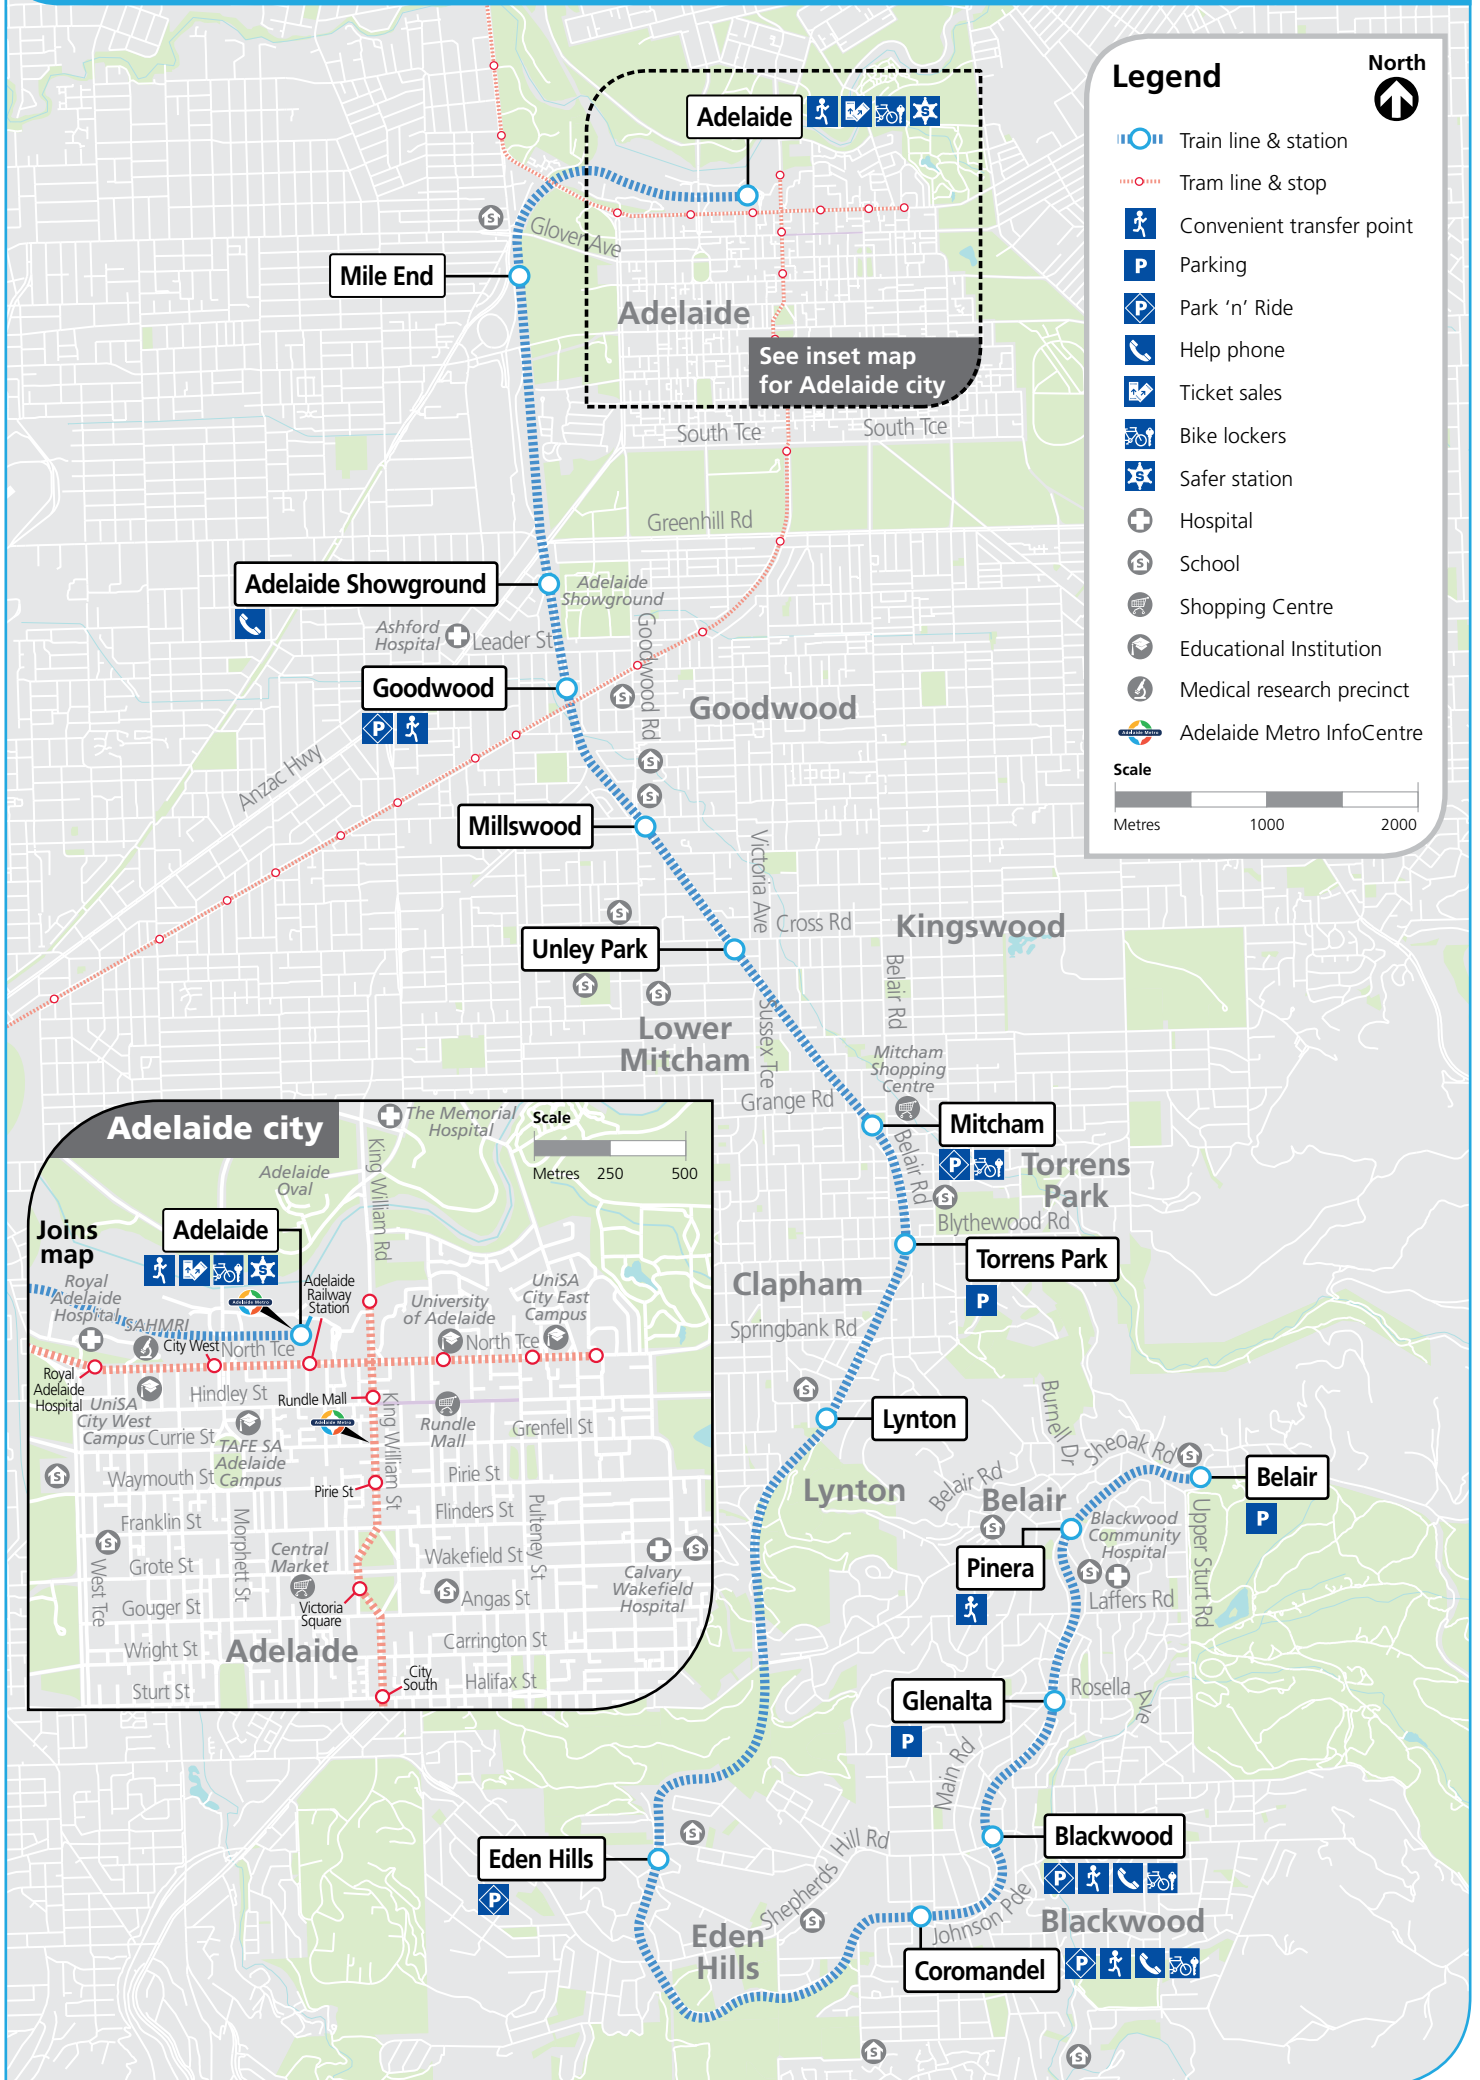 Legend
North
Train line & station
Tram line & stop
Convenient transfer point
P
Parking
P
Park ‘n’ Ride
Help phone
Ticket sales
Bike lockers
S
Safer station
Hospital
S
School
Shopping Centre
Educational Institution
Medical research precinct
Adelaide Metro
Adelaide Metro InfoCentre
Scale
Metres
1000
2000
Adelaide
S
S
Glover Ave
Mile End
Adelaide
See inset map
for Adelaide city
South Tce
South Tce
Greenhill Rd
Adelaide Showground
Adelaide
Showground
Ashford
Hospital
Leader St
Goodwood Rd
Goodwood
P
S
Goodwood
S
S
Anzac Hwy
Millswood
Victoria Ave
S
Cross Rd
Kingswood
Unley Park
S
S
Belair Rd
Lower
Mitcham
Sussex Tce
Mitcham
Shopping
Centre
Grange Rd
Mitcham
P
Belair Rd
Torrens
Park
S
Blythewood Rd
Torrens Park
P
Clapham
Springbank Rd
S
Lynton
Burnell Dr
Sheoak Rd
S
Belair
P
Lynton
Belair Rd
Belair
S
Blackwood
Community
Hospital
Upper Sturt Rd
Pinera
S
Laffers Rd
Glenalta
P
Rosella
Ave
Main Rd
Blackwood
P
Eden Hills
P
S
Shepherds Hill Rd
S
Johnson Pde
Blackwood
Eden
Hills
Coromandel
P
S
S
Adelaide city
The Memorial
Hospital
Scale
Metres
250
500
King William Rd
Adelaide
Oval
Joins
map
Adelaide
S
Adelaide Metro
Adelaide
Railway
Station
Royal
Adelaide
Hospital
SAHMRI
City West
North Tce
University
of Adelaide
North Tce
UniSA
City East
Campus
Royal
Adelaide
Hospital
UniSA
City West
Campus
Hindley St
Rundle Mall
Adelaide Metro
King William St
Rundle
Mall
Grenfell St
Currie St
TAFE SA
Adelaide
Campus
S
Waymouth St
Pirie St
Pirie St
Franklin St
Morphett St
Flinders St
Pulteney St
S
West Tce
Grote St
Central
Market
Wakefield St
S
Calvary
Wakefield
Hospital
Gouger St
Victoria
Square
S
Angas St
Wright St
Adelaide
Carrington St
Sturt St
City
South
Halifax St